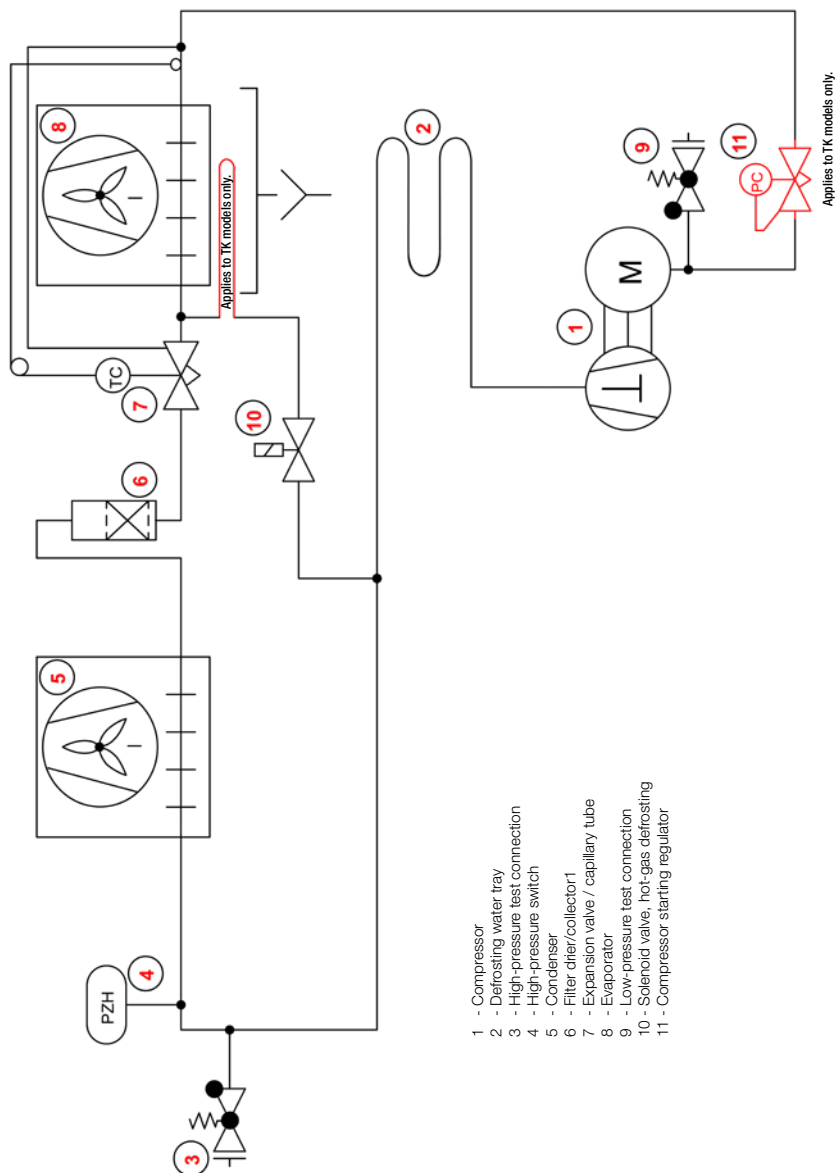 8
Applies to TK models only.
TC
7
10
6
5
PZH
4
3
2
9
11
PC
Applies to TK models only.
1
M
1 - Compressor
2 - Defrosting water tray
3 - High-pressure test connection
4 - High-pressure switch
5 - Condenser
6 - Filter drier/collector1
7 - Expansion valve / capillary tube
8 - Evaporator
9 - Low-pressure test connection
10 - Solenoid valve, hot-gas defrosting
11 - Compressor starting regulator